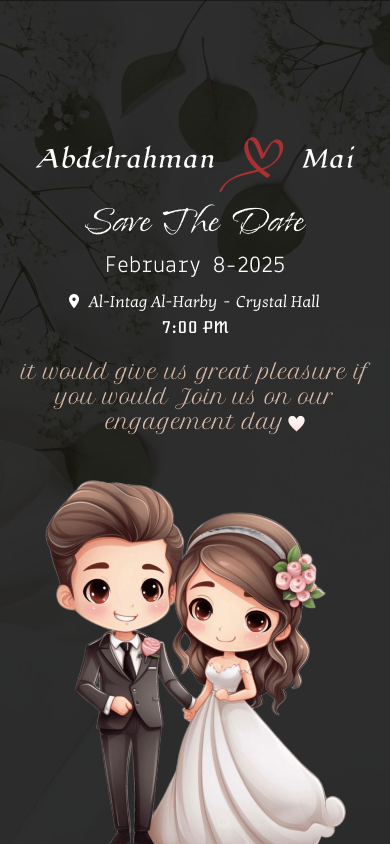 Abdelrahman Mai
Save The Date
February 8-2025
Al-Intag Al-Harby - Crystal Hall
7:00 PM
it would give us great pleasure if
you would Join us on our
engagement day